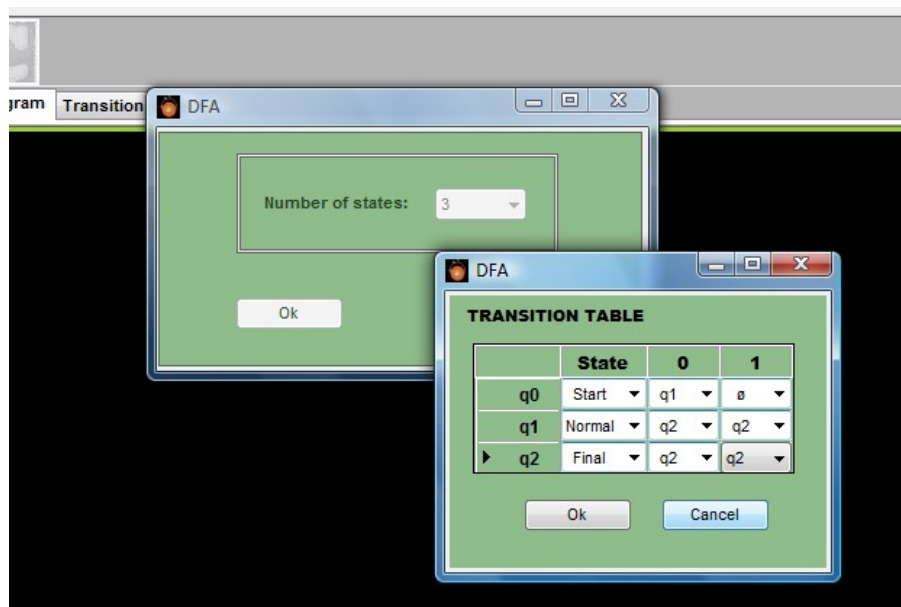 gram Transition
DFA
Number of states: 3
Ok
DFA
TRANSITION TABLE
State 0 1
q0 Start q1 ø
q1 Normal q2 q2
q2 Final q2 q2
Ok Cancel